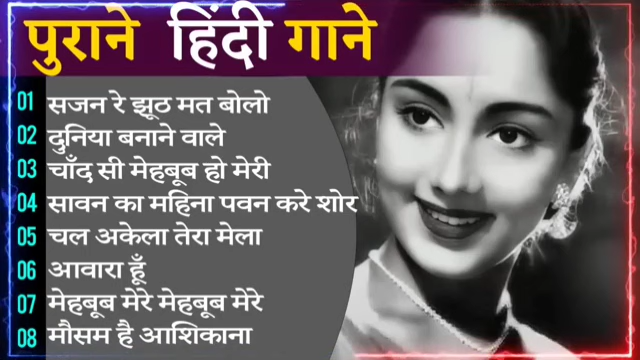 पुराने हिंदी गाने
01 सजन रे झूठ मत बोलो
02 दुनिया बनाने वाले
03 चाँद सी मेहबूब हो मेरी
04 सावन का महिना पवन करे शोर
05 चल अकेला तेरा मेला
06 आवारा हूँ
07 मेहबूब मेरे मेहबूब मेरे
08 मौसम है आशिकाना